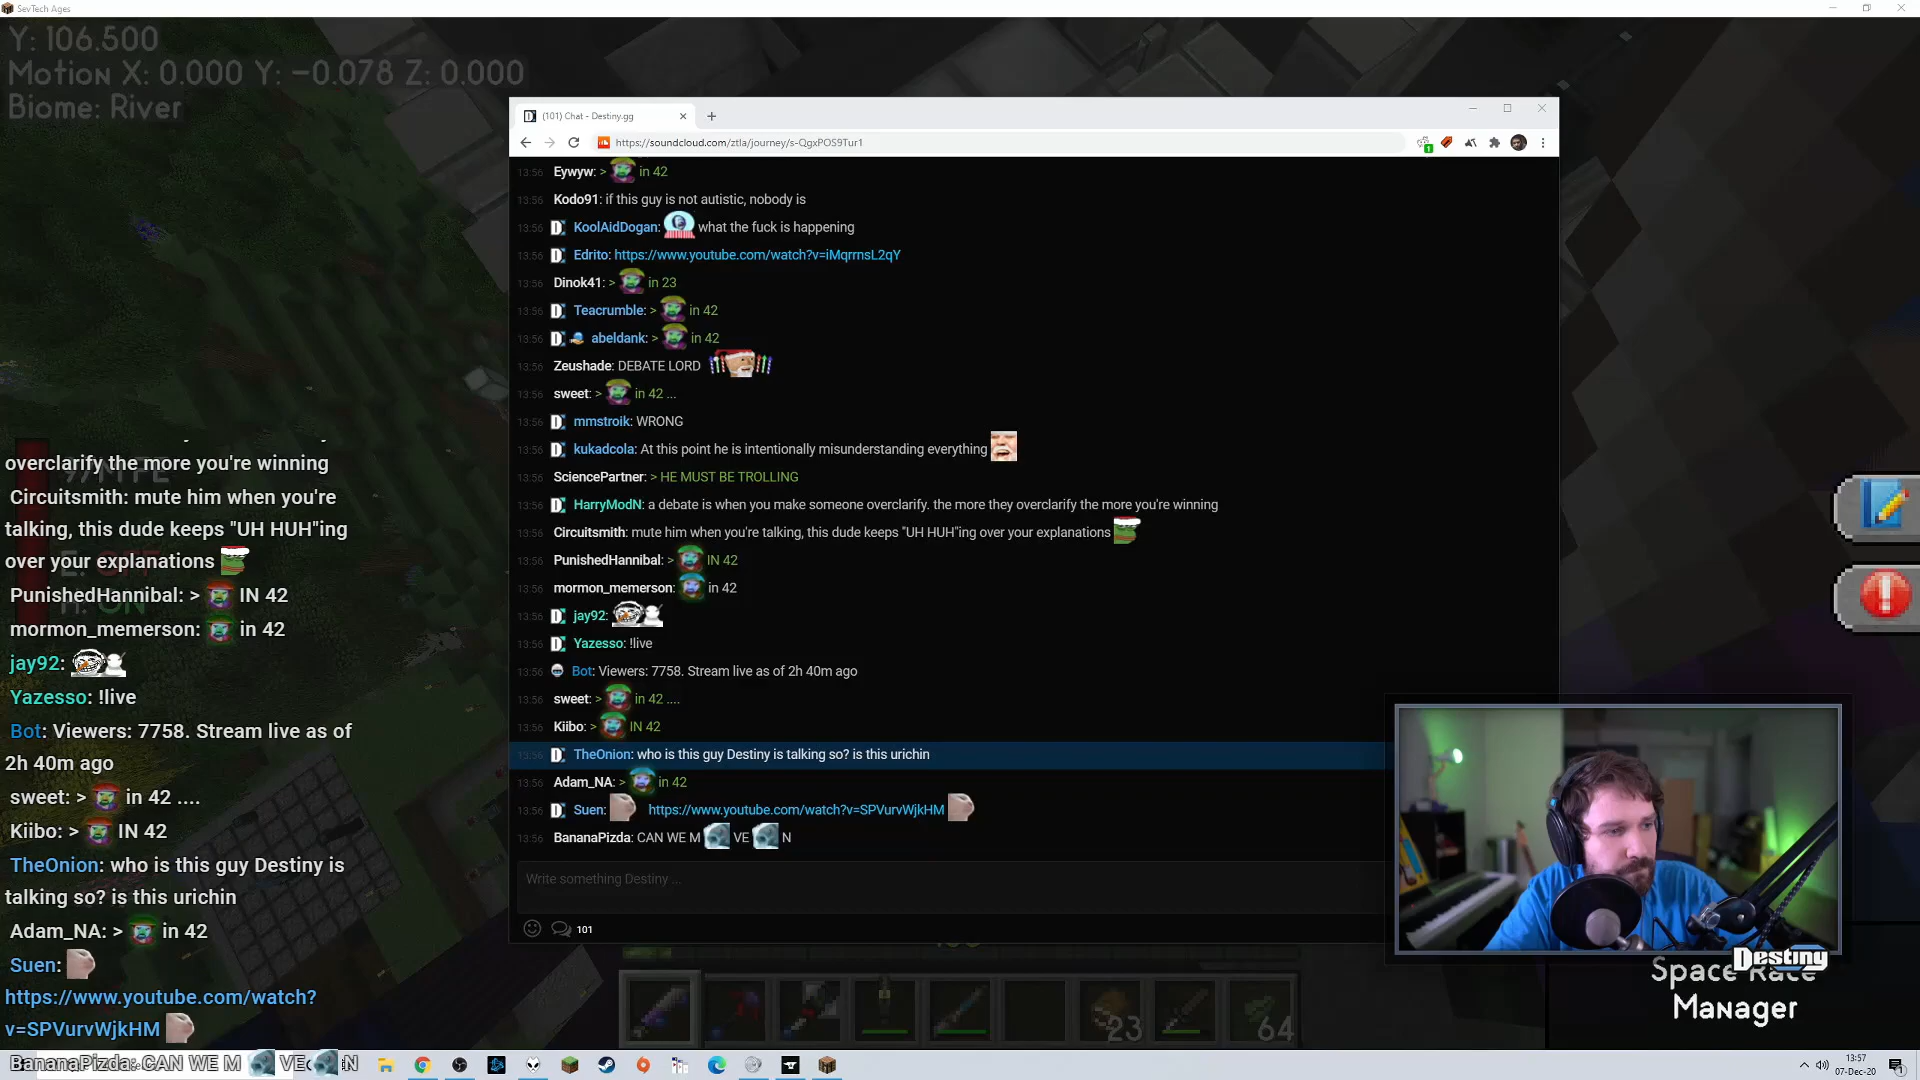 SevTech Ages
Y: 106.500
Motion X: 0.000 Y: -0.078 Z: 0.000
Biome: River
(101) Chat - Destiny.gg
https://soundcloud.com/ztla/journey/s-QgxPOS9Tur1
13:56 Eywyw: > in 42
13:56 Kodo91: if this guy is not autistic, nobody is
13:56 KoolAidDogan: what the fuck is happening
13:56 Edrito: https://www.youtube.com/watch?v=iMqrrnsL2qY
13:56 Dinok41: > in 23
13:56 Teacrumble: > in 42
13:56 abeldank: > in 42
13:56 Zeushade: DEBATE LORD
13:56 sweet: > in 42 ...
13:56 mmstroik: WRONG
13:56 kukadcola: At this point he is intentionally misunderstanding everything
13:56 SciencePartner: > HE MUST BE TROLLING
13:56 HarryModN: a debate is when you make someone overclarify. the more they overclarify the more you're winning
13:56 Circuitsmith: mute him when you're talking, this dude keeps "UH HUH"ing over your explanations
13:56 PunishedHannibal: > IN 42
13:56 mormon_memerson: in 42
13:56 jay92:
13:56 Yazesso: !live
13:56 Bot: Viewers: 7758. Stream live as of 2h 40m ago
13:56 sweet: > in 42 ....
13:56 Kiibo: > IN 42
13:56 TheOnion: who is this guy Destiny is talking so? is this urichin
13:56 Adam_NA: > in 42
13:56 Suen: https://www.youtube.com/watch?v=SPVurvWjkHM
13:56 BananaPizda: CAN WE M VE N
Write something Destiny ...
101
overclarify the more you're winning
Circuitsmith: mute him when you're
talking, this dude keeps "UH HUH"ing
over your explanations
PunishedHannibal: > IN 42
mormon_memerson: in 42
jay92:
Yazesso: !live
Bot: Viewers: 7758. Stream live as of
2h 40m ago
sweet: > in 42 ....
Kiibo: > IN 42
TheOnion: who is this guy Destiny is
talking so? is this urichin
Adam_NA: > in 42
Suen:
https://www.youtube.com/watch?
v=SPVurvWjkHM
BananaPizda: CAN WE M VE N
23
64
Destiny
Space Race
Manager
13:57
07-Dec-20